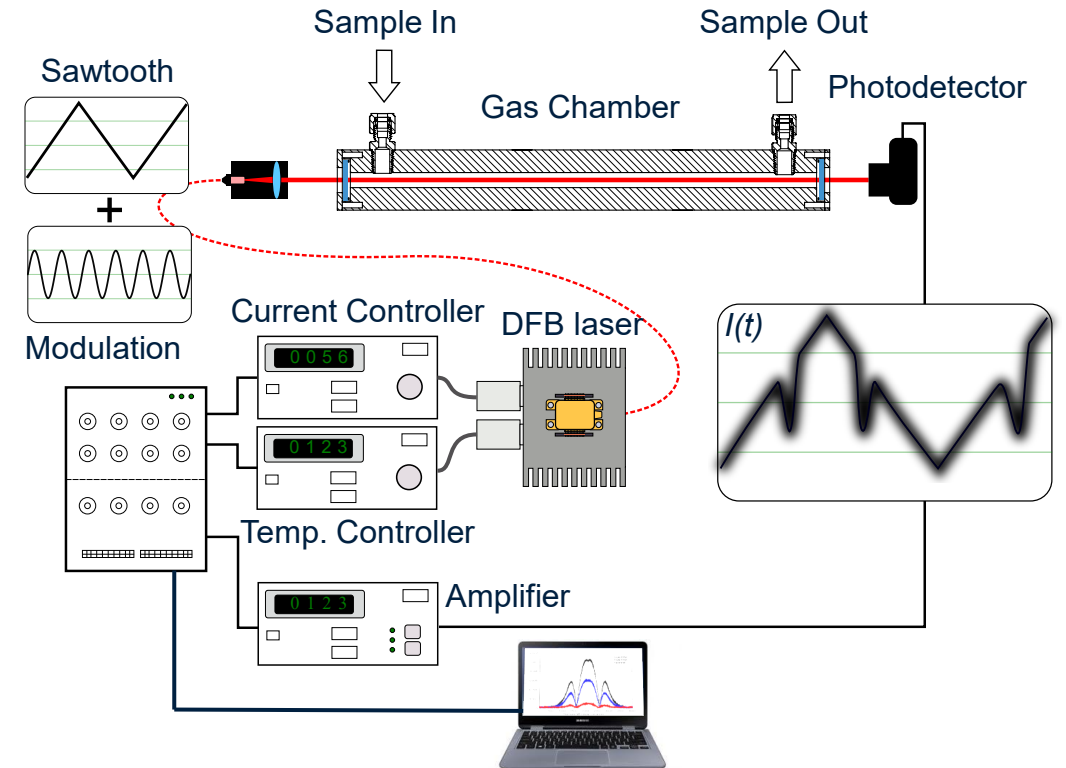 Sample In
Sample Out
Sawtooth
Gas Chamber
Photodetector
+
Modulation
Current Controller
DFB laser
I(t)
0056
0123
Temp. Controller
Amplifier
0123